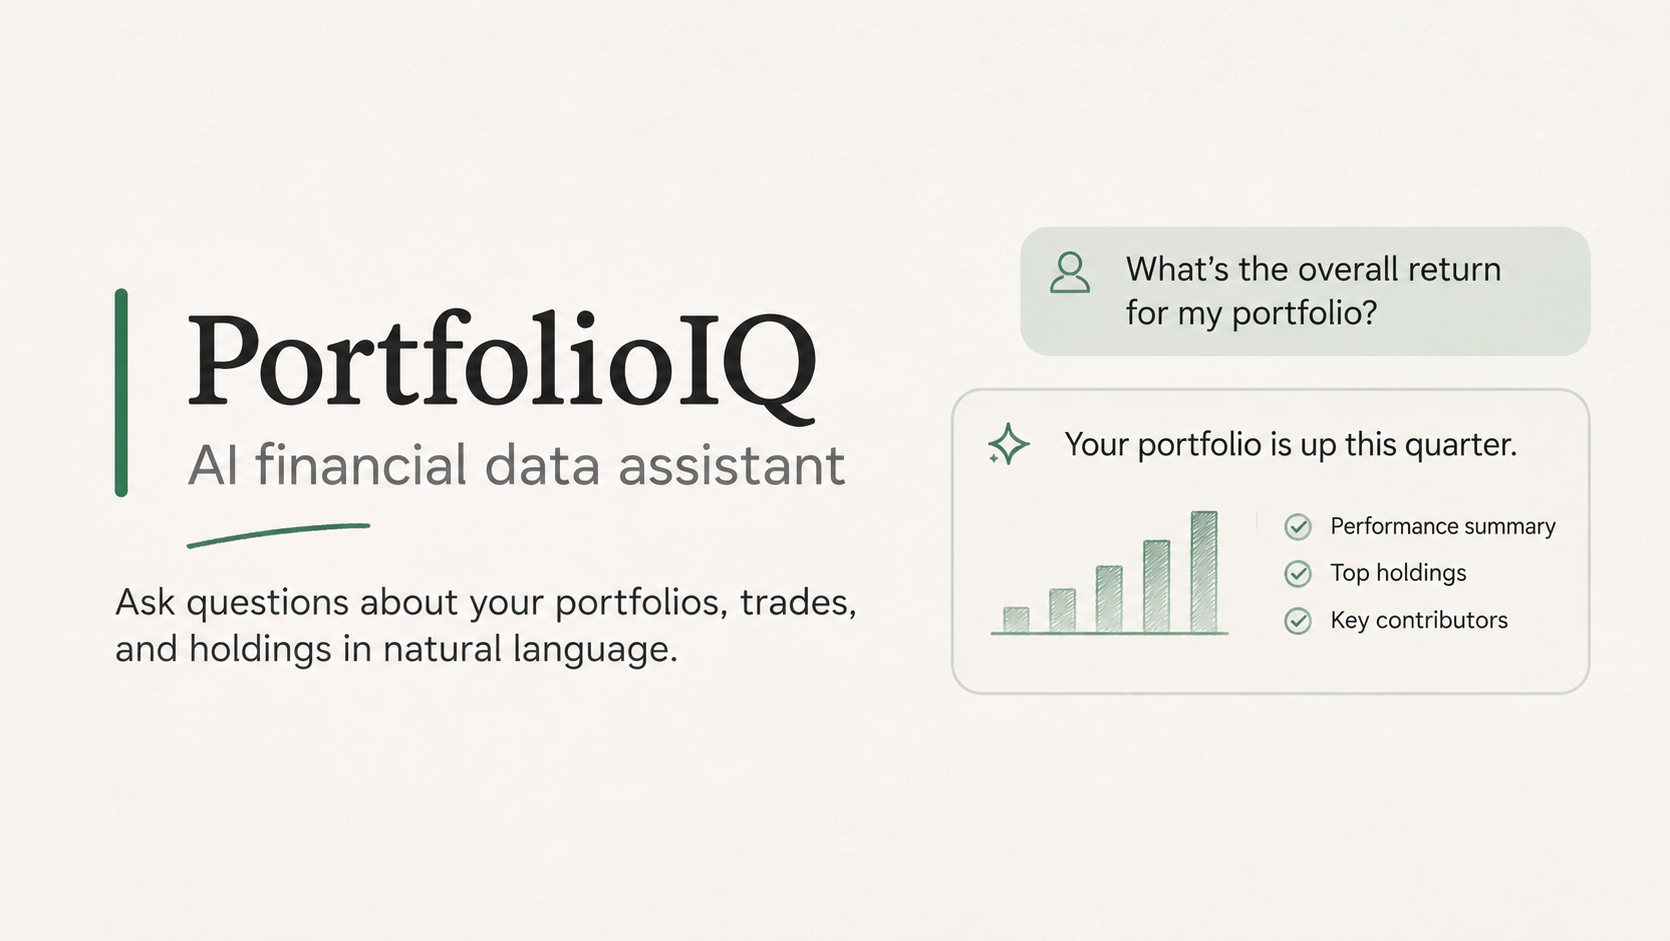 PortfolioIQ
AI financial data assistant
Ask questions about your portfolios, trades,
and holdings in natural language.
What’s the overall return
for my portfolio?
Your portfolio is up this quarter.
Performance summary
Top holdings
Key contributors